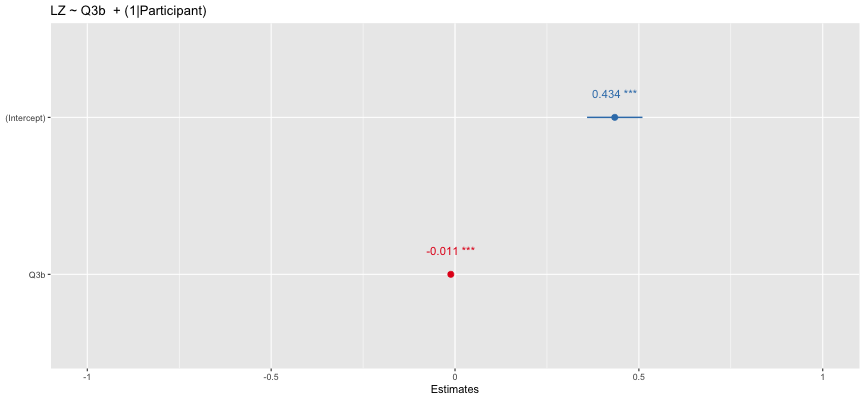 LZ ~ Q3b  + (1|Participant)
0.434 ***
(Intercept)
-0.011 ***
Q3b
-1
-0.5
0
0.5
1
Estimates